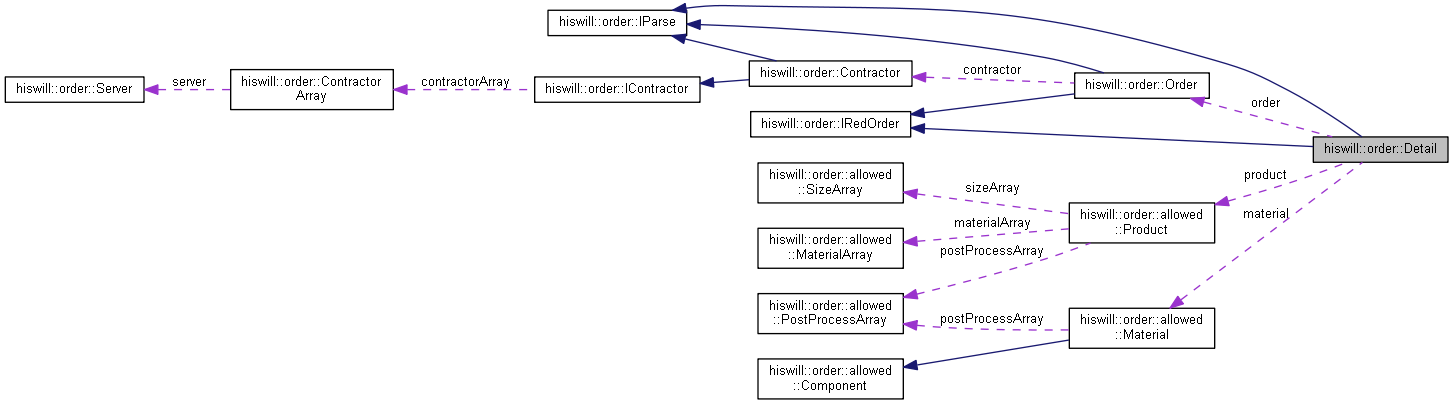 hiswill::order::IParse
hiswill::order::Server
server
hiswill::order::Contractor
Array
contractorArray
hiswill::order::IContractor
hiswill::order::Contractor
contractor
hiswill::order::Order
order
hiswill::order::IRedOrder
hiswill::order::Detail
hiswill::order::allowed
::SizeArray
sizeArray
hiswill::order::allowed
::MaterialArray
materialArray
hiswill::order::allowed
::Product
product
material
postProcessArray
hiswill::order::allowed
::PostProcessArray
postProcessArray
hiswill::order::allowed
::Material
hiswill::order::allowed
::Component